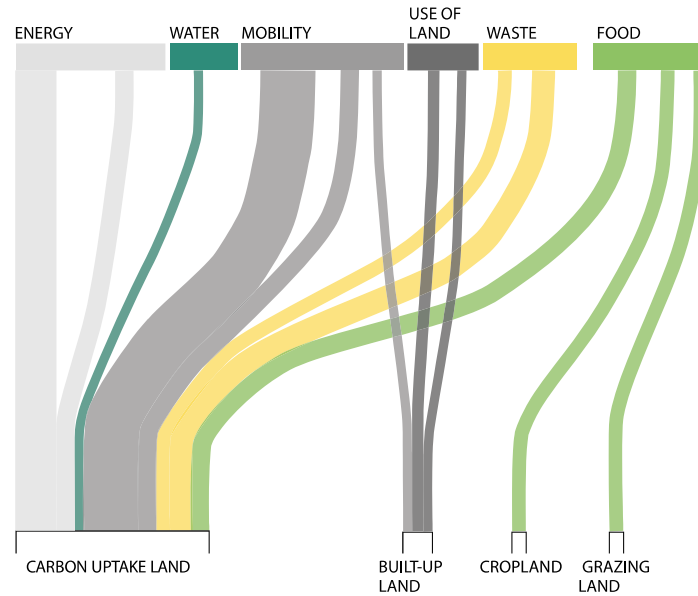 ENERGY
WATER
MOBILITY
USE OF
LAND
WASTE
FOOD
CARBON UPTAKE LAND
BUILT-UP
LAND
CROPLAND
GRAZING
LAND